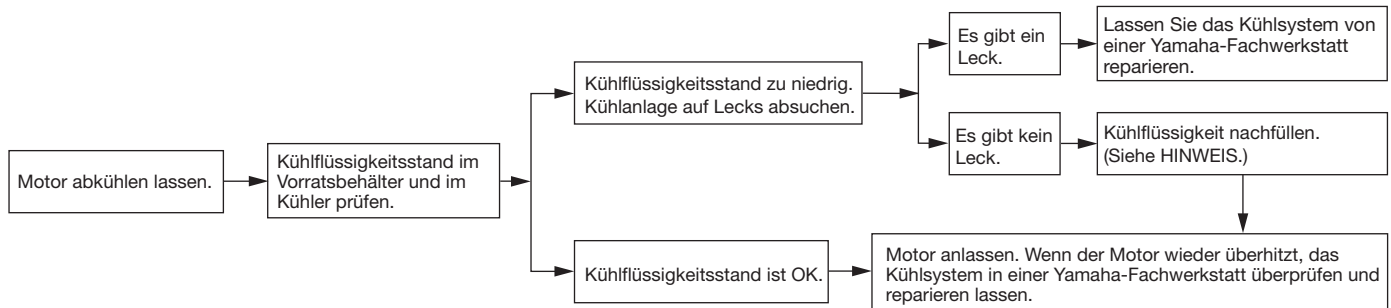 Motor abkühlen lassen.
Kühlflüssigkeitsstand im
Vorratsbehälter und im
Kühler prüfen.
Kühlflüssigkeitsstand zu niedrig.
Kühlanlage auf Lecks absuchen.
Es gibt ein
Leck.
Lassen Sie das Kühlsystem von
einer Yamaha-Fachwerkstatt
reparieren.
Es gibt kein
Leck.
Kühlflüssigkeit nachfüllen.
(Siehe HINWEIS.)
Kühlflüssigkeitsstand ist OK.
Motor anlassen. Wenn der Motor wieder überhitzt, das
Kühlsystem in einer Yamaha-Fachwerkstatt überprüfen und
reparieren lassen.